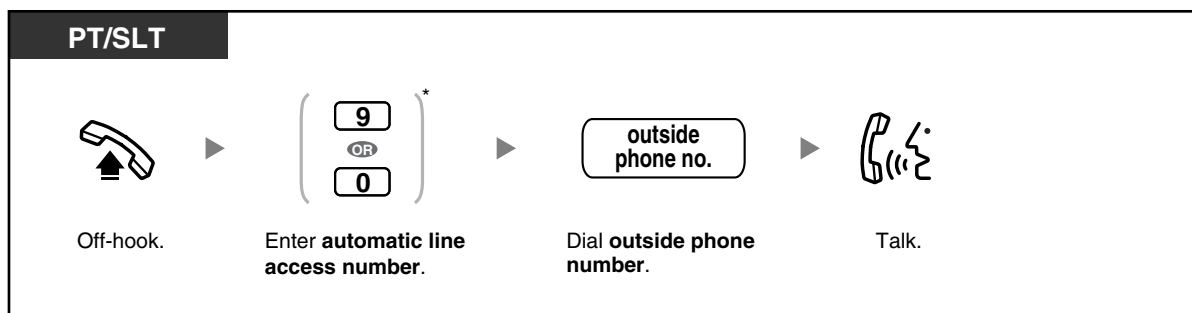 PT/SLT
*
9
OR
0
outside
phone no.
Off-hook.
Enter automatic line
access number.
Dial outside phone
number.
Talk.